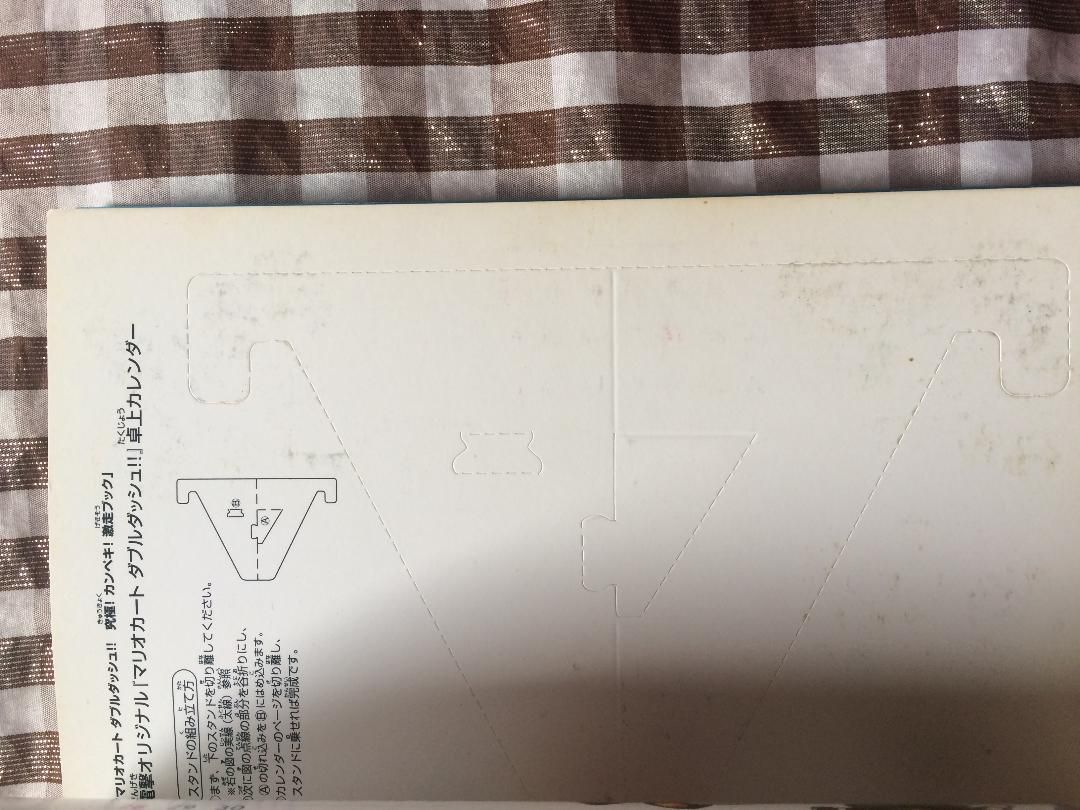 マリオカート ダブルダッシュ!! 究極! カンペキ! 激走ブック」
電撃オリジナル『マリオカート ダブルダッシュ!!』卓上カレンダー
スタンドの組み立て方
まず、下のスタンドを切り離してください。
※右の図の実線(太線)参照
次に図の点線の部分を谷折りにし、
Ⓐの切れ込みをⒷにはめ込みます。
カレンダーのページを切り離し、
スタンドに乗せれば完成です。
Ⓑ
Ⓐ